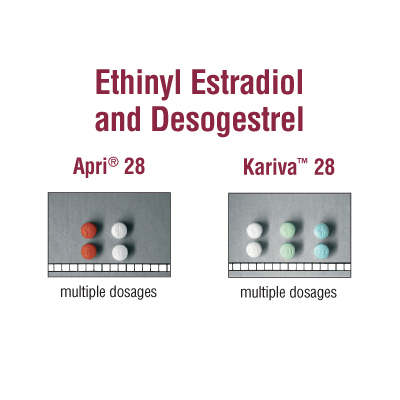 Ethinyl Estradiol
and Desogestrel
Apri® 28
Kariva™ 28
multiple dosages
multiple dosages